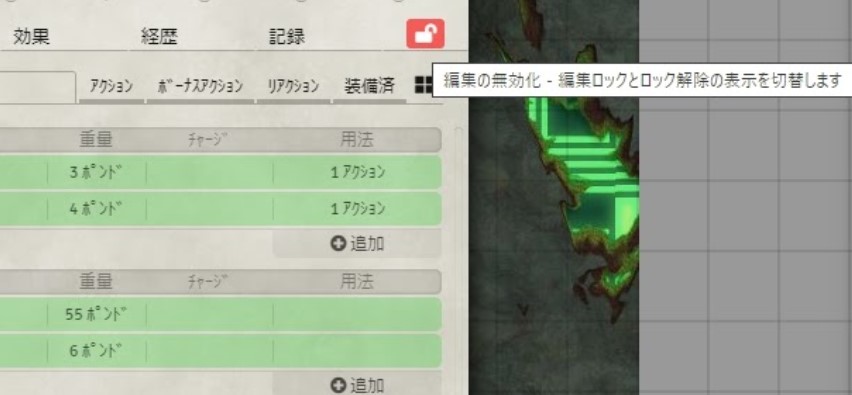 効果 経歴 記録
アクション ボーナスアクション リアクション 装備済
編集の無効化 - 編集ロックとロック解除の表示を切替します
重量 チャージ 用法
3 ポンド 1 アクション
4 ポンド 1 アクション
追加
重量 チャージ 用法
55 ポンド
6 ポンド
追加